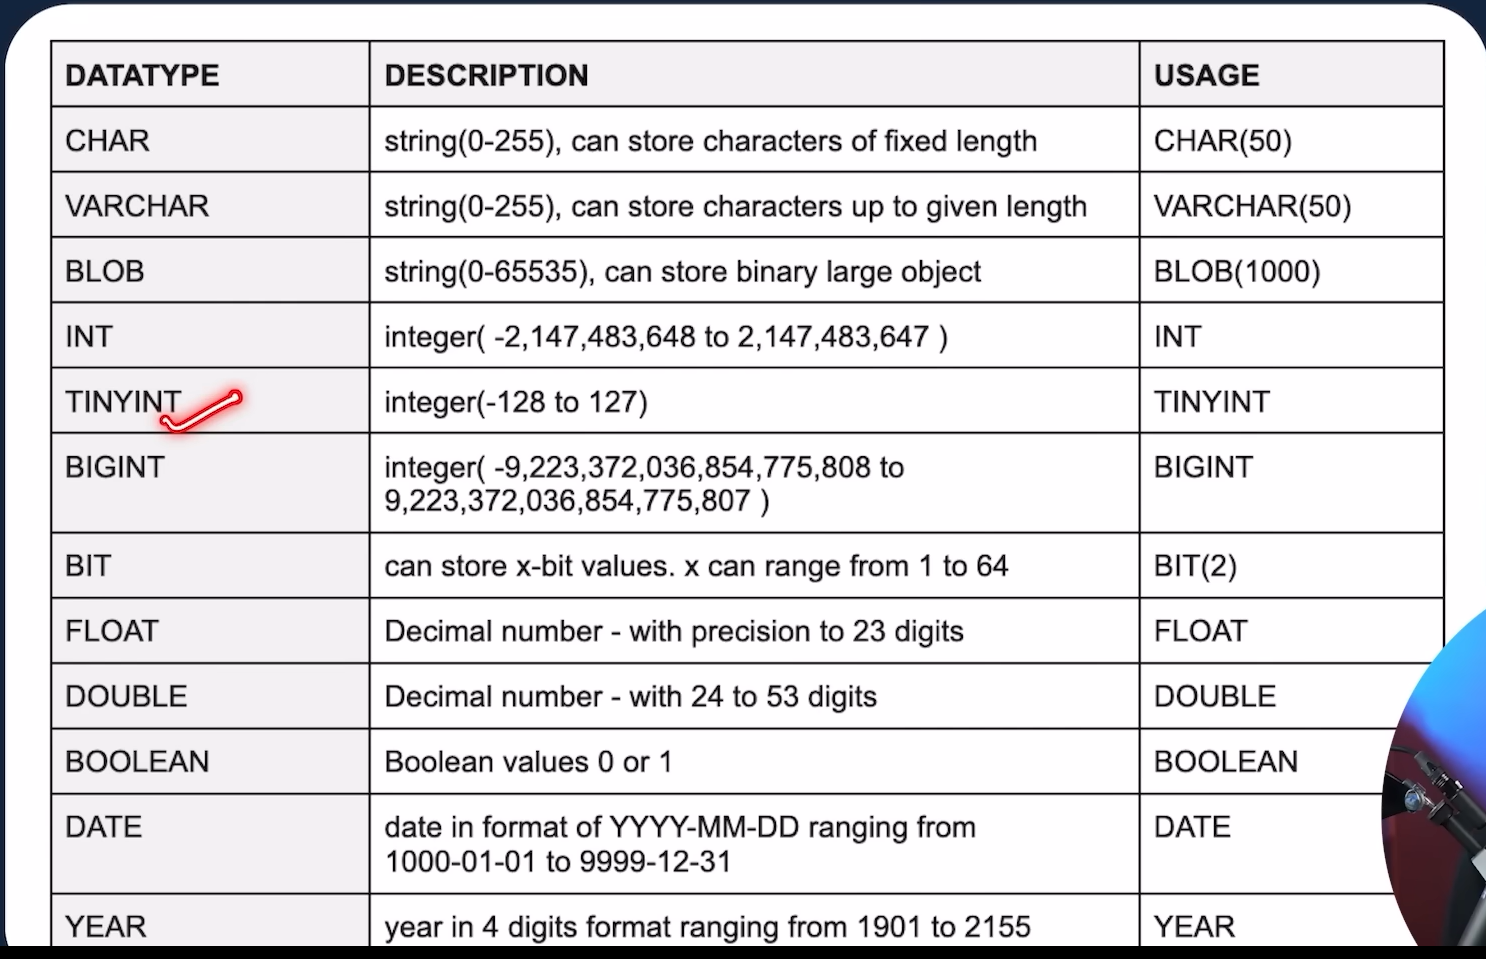 DATATYPE DESCRIPTION USAGE
CHAR string(0-255), can store characters of fixed length CHAR(50)
VARCHAR string(0-255), can store characters up to given length VARCHAR(50)
BLOB string(0-65535), can store binary large object BLOB(1000)
INT integer( -2,147,483,648 to 2,147,483,647 ) INT
TINYINT integer(-128 to 127) TINYINT
BIGINT integer( -9,223,372,036,854,775,808 to BIGINT
9,223,372,036,854,775,807 )
BIT can store x-bit values. x can range from 1 to 64 BIT(2)
FLOAT Decimal number - with precision to 23 digits FLOAT
DOUBLE Decimal number - with 24 to 53 digits DOUBLE
BOOLEAN Boolean values 0 or 1 BOOLEAN
DATE date in format of YYYY-MM-DD ranging from DATE
1000-01-01 to 9999-12-31
YEAR year in 4 digits format ranging from 1901 to 2155 YEAR